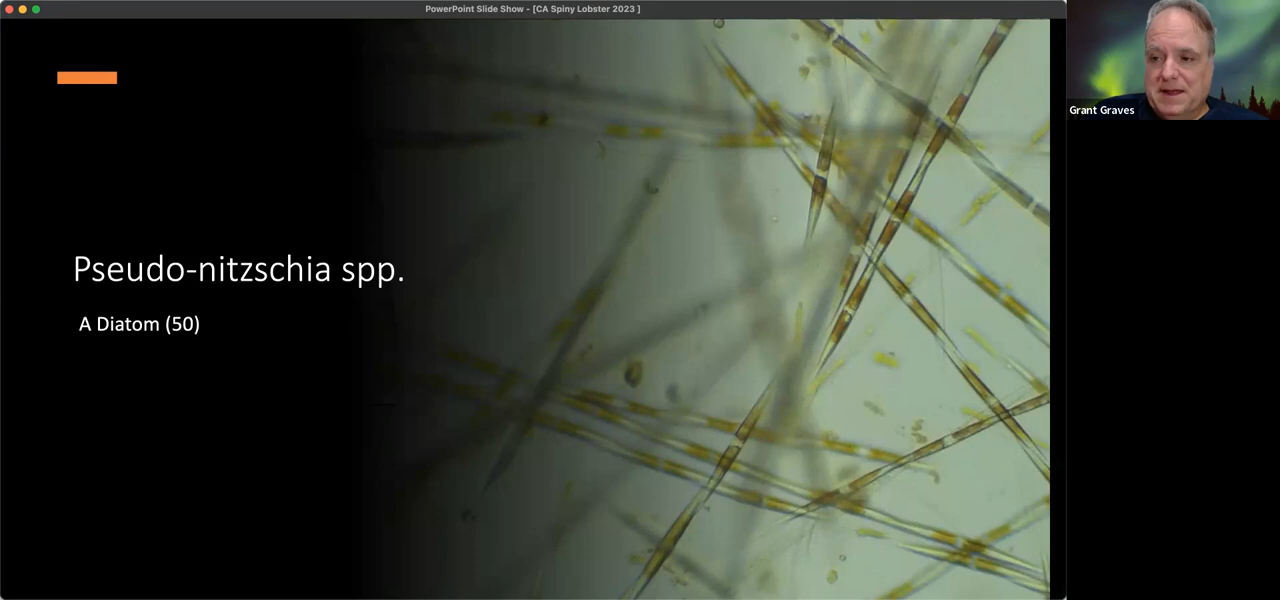 PowerPoint Slide Show - [CA Spiny Lobster 2023 ]
Grant Graves
Pseudo-nitzschia spp.
A Diatom (50)